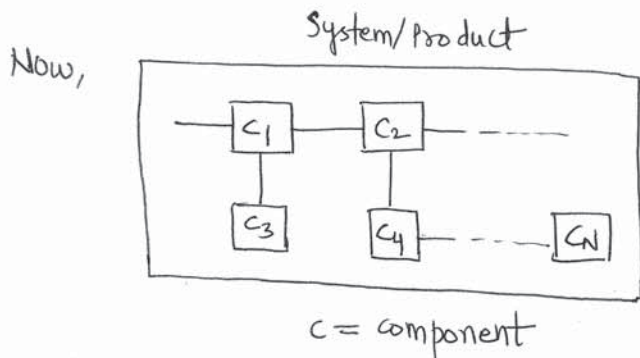 System/Product
Now,
C1 C2
C3 C4 CN
C = Component